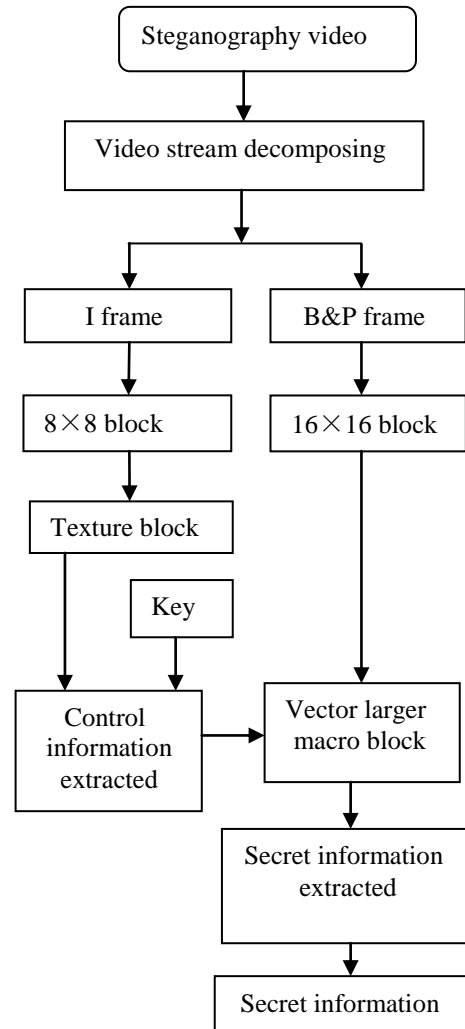 Steganography video
Video stream decomposing
I frame
B&P frame
8×8 block
16×16 block
Texture block
Key
Control
information
extracted
Vector larger
macro block
Secret information
extracted
Secret information